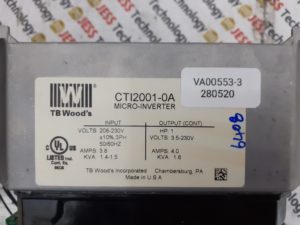 TB Wood's
CTI2001-0A
MICRO-INVERTER
VA00553-3
280520
INPUT
VOLTS: 208-230V
±10%, 3PH
50/60HZ
AMPS: 3.8
KVA: 1.4-1.5
OUTPUT (CONT)
HP: 1
VOLTS: 3.5-230V
AMPS: 4.0
KVA: 1.6
UL
LISTED
TB Wood's Incorporated Chambersburg, PA
Made in U.S.A
JESS